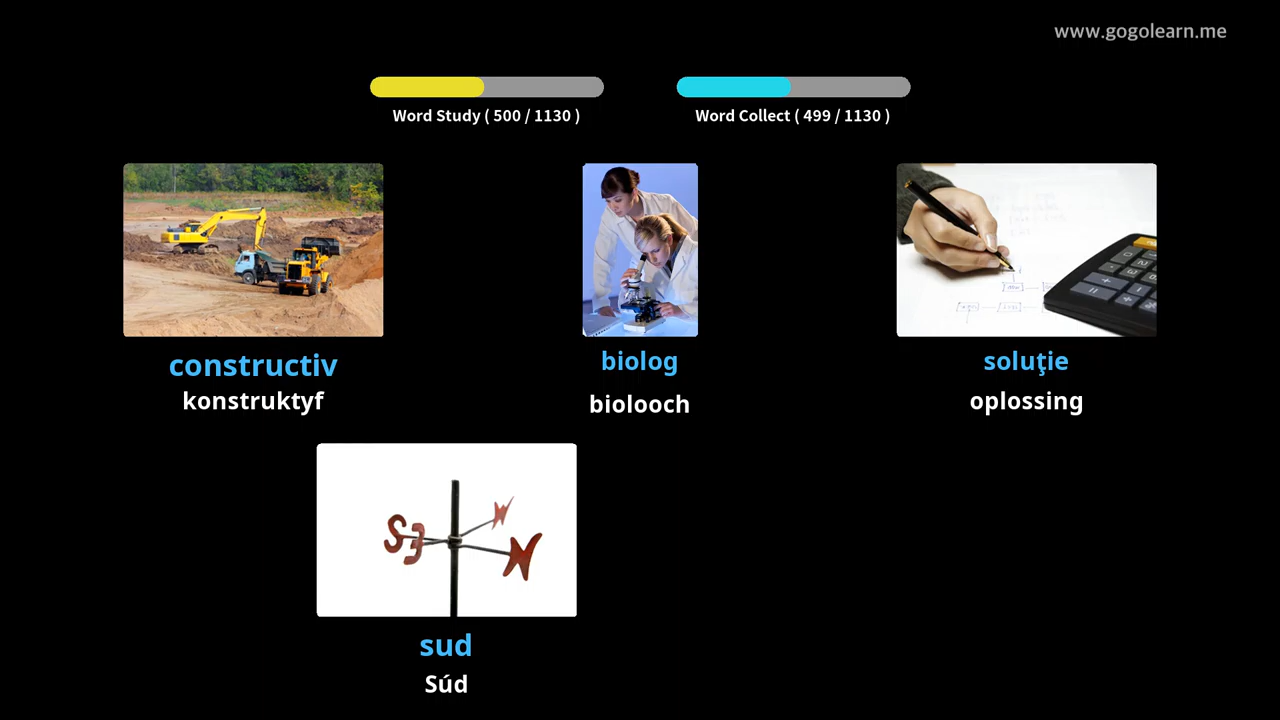 www.gogolearn.me
Word Study ( 500 / 1130 )
Word Collect ( 499 / 1130 )
constructiv
konstruktyf
biolog
biolooch
soluţie
oplossing
S
E
N
sud
Súd